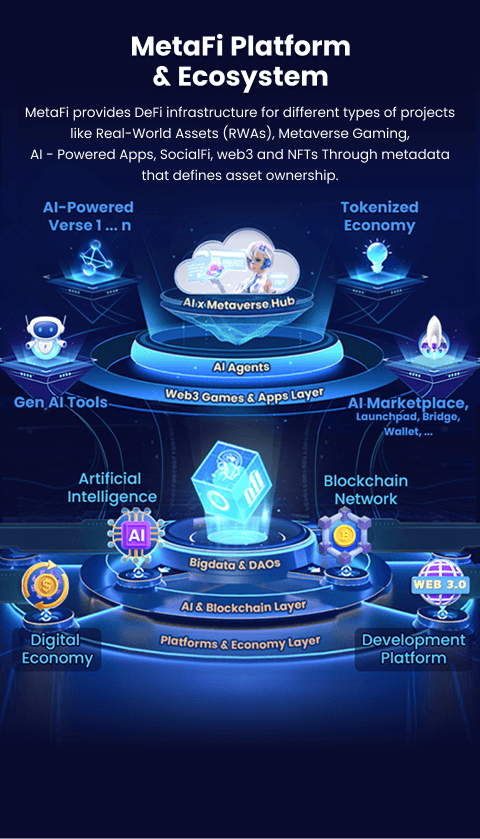 MetaFi Platform
& Ecosystem
MetaFi provides DeFi infrastructure for different types of projects
like Real-World Assets (RWAs), Metaverse Gaming,
AI - Powered Apps, SocialFi, web3 and NFTs Through metadata
that defines asset ownership.
AI-Powered
Verse 1 ... n
Tokenized
Economy
AI x Metaverse Hub
AI Agents
Web3 Games & Apps Layer
Gen AI Tools
AI Marketplace,
Launchpad, Bridge,
Wallet, ...
Artificial
Intelligence
Blockchain
Network
AI
Bigdata & DAOs
WEB 3.0
AI & Blockchain Layer
Platforms & Economy Layer
Digital
Economy
Development
Platform